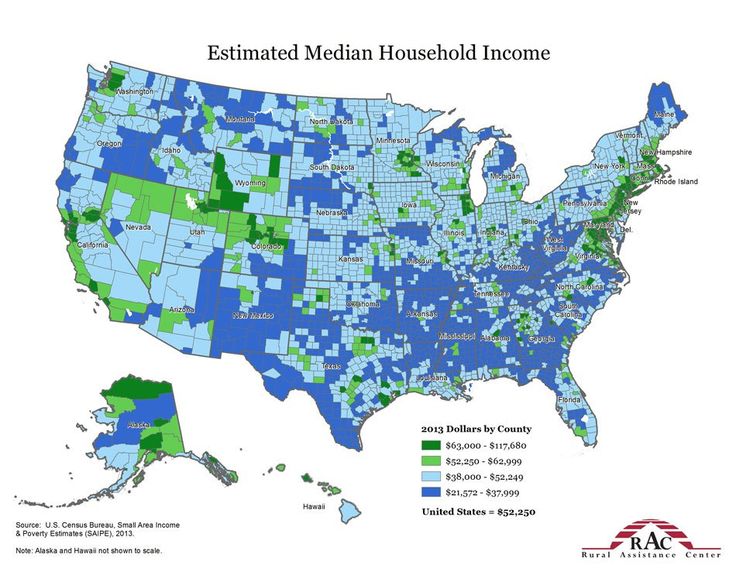 Estimated Median Household Income
Washington
Montana
North Dakota
Minnesota
Maine
Vermont
New Hampshire
Oregon
Idaho
South Dakota
Wisconsin
Michigan
New York
Mass.
Conn.
Rhode Island
Wyoming
Nebraska
Iowa
Pennsylvania
New
Jersey
Nevada
Utah
Colorado
Illinois
Indiana
Ohio
Maryland
Del.
California
Kansas
Missouri
West
Virginia
Virginia
Kentucky
Arizona
New Mexico
Oklahoma
Arkansas
Tennessee
North Carolina
South
Carolina
Texas
Mississippi
Alabama
Georgia
Louisiana
Florida
Alaska
Hawaii
2013 Dollars by County
$63,000 - $117,680
$52,250 - $62,999
$38,000 - $52,249
$21,572 - $37,999
United States = $52,250
Source: U.S. Census Bureau, Small Area Income
& Poverty Estimates (SAIPE), 2013.
Note: Alaska and Hawaii not shown to scale.
RAC
Rural Assistance Center